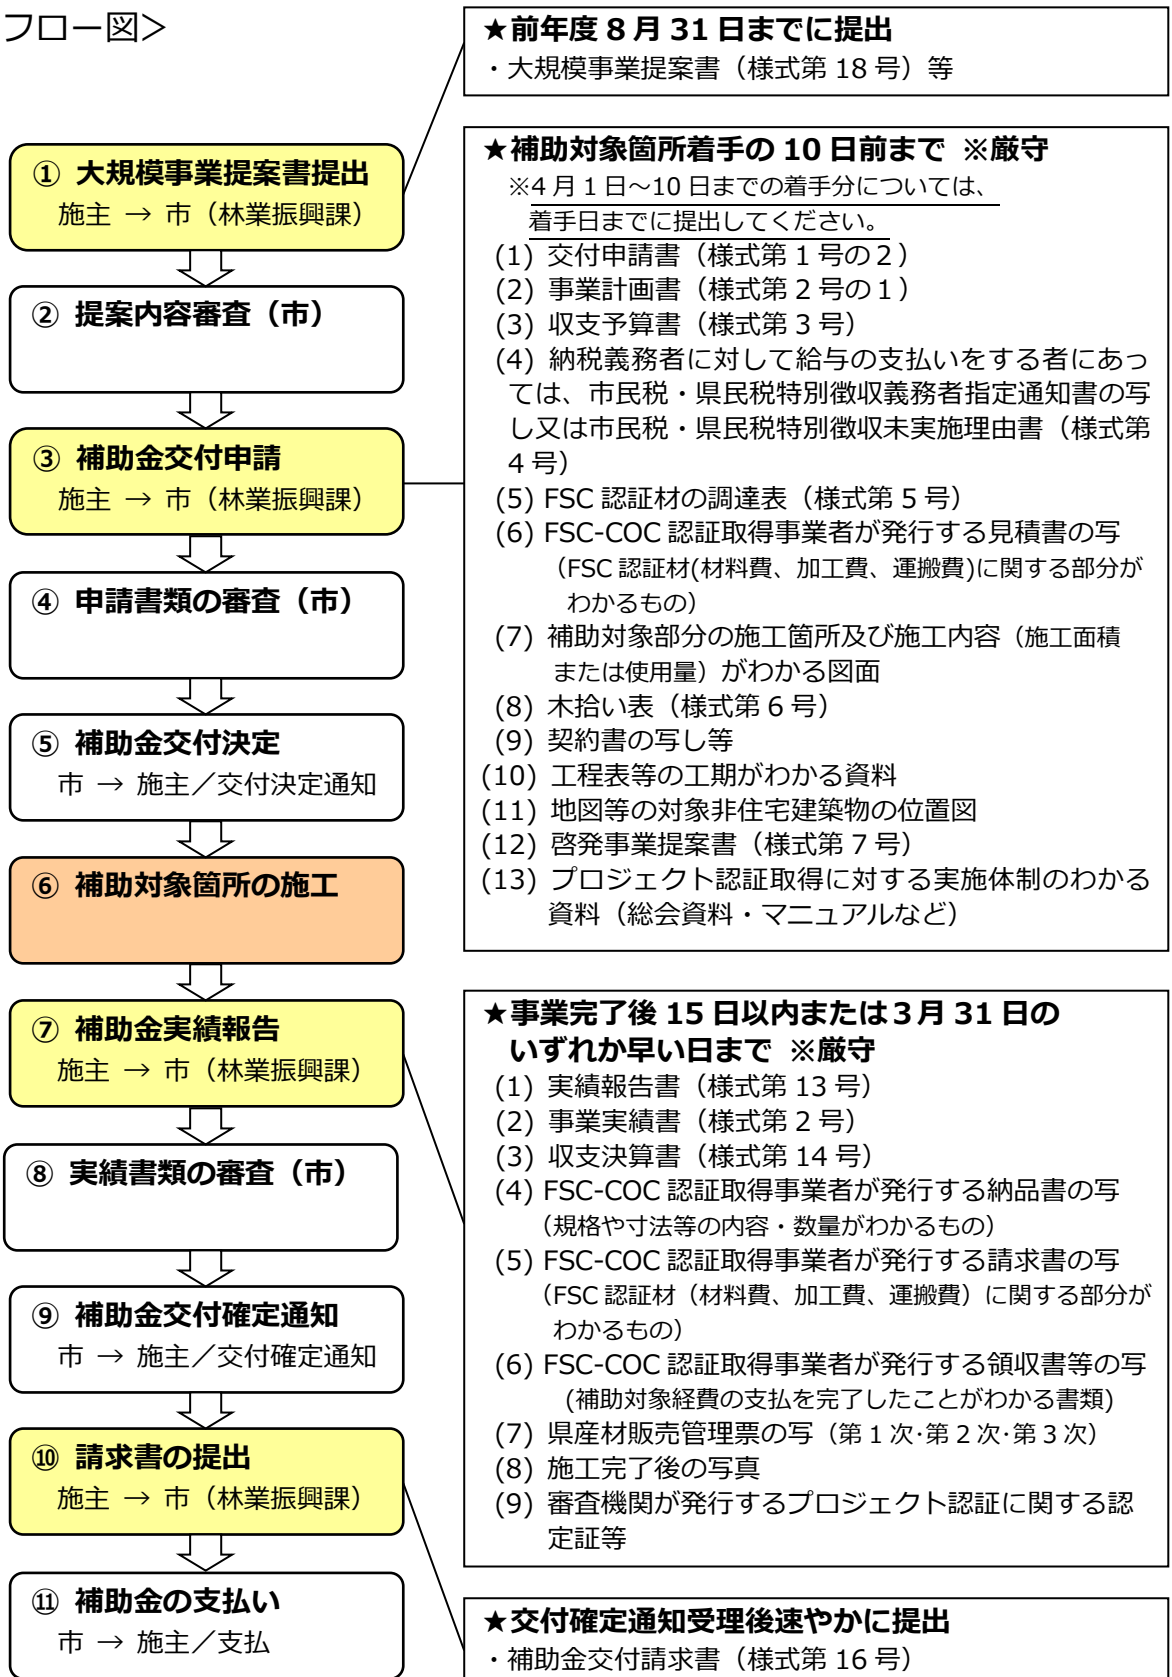 フロー図>
★前年度8月31日までに提出
・大規模事業提案書（様式第18号）等
① 大規模事業提案書提出
施主 → 市（林業振興課）
② 提案内容審査（市）
③ 補助金交付申請
施主 → 市（林業振興課）
④ 申請書類の審査（市）
⑤ 補助金交付決定
市 → 施主／交付決定通知
⑥ 補助対象箇所の施工
⑦ 補助金実績報告
施主 → 市（林業振興課）
⑧ 実績書類の審査（市）
⑨ 補助金交付確定通知
市 → 施主／交付確定通知
⑩ 請求書の提出
施主 → 市（林業振興課）
⑪ 補助金の支払い
市 → 施主／支払
★補助対象箇所着手の10日前まで ※厳守
※4月1日～10日までの着手分については、
着手日までに提出してください。
(1) 交付申請書（様式第1号の２）
(2) 事業計画書（様式第2号の１）
(3) 収支予算書（様式第3号）
(4) 納税義務者に対して給与の支払いをする者にあっ
ては、市民税・県民税特別徴収義務者指定通知書の写
し又は市民税・県民税特別徴収未実施理由書（様式第
4号）
(5) FSC認証材の調達表（様式第5号）
(6) FSC-COC認証取得事業者が発行する見積書の写
（FSC認証材(材料費、加工費、運搬費)に関する部分が
わかるもの）
(7) 補助対象部分の施工箇所及び施工内容（施工面積
または使用量）がわかる図面
(8) 木拾い表（様式第6号）
(9) 契約書の写し等
(10) 工程表等の工期がわかる資料
(11) 地図等の対象非住宅建築物の位置図
(12) 啓発事業提案書（様式第7号）
(13) プロジェクト認証取得に対する実施体制のわかる
資料（総会資料・マニュアルなど）
★事業完了後15日以内または３月31日の
いずれか早い日まで ※厳守
(1) 実績報告書（様式第13号）
(2) 事業実績書（様式第2号）
(3) 収支決算書（様式第14号）
(4) FSC-COC認証取得事業者が発行する納品書の写
（規格や寸法等の内容・数量がわかるもの）
(5) FSC-COC認証取得事業者が発行する請求書の写
（FSC認証材（材料費、加工費、運搬費）に関する部分が
わかるもの）
(6) FSC-COC認証取得事業者が発行する領収書等の写
(補助対象経費の支払を完了したことがわかる書類)
(7) 県産材販売管理票の写（第1次･第2次･第3次）
(8) 施工完了後の写真
(9) 審査機関が発行するプロジェクト認証に関する認
定証等
★交付確定通知受理後速やかに提出
・補助金交付請求書（様式第16号）